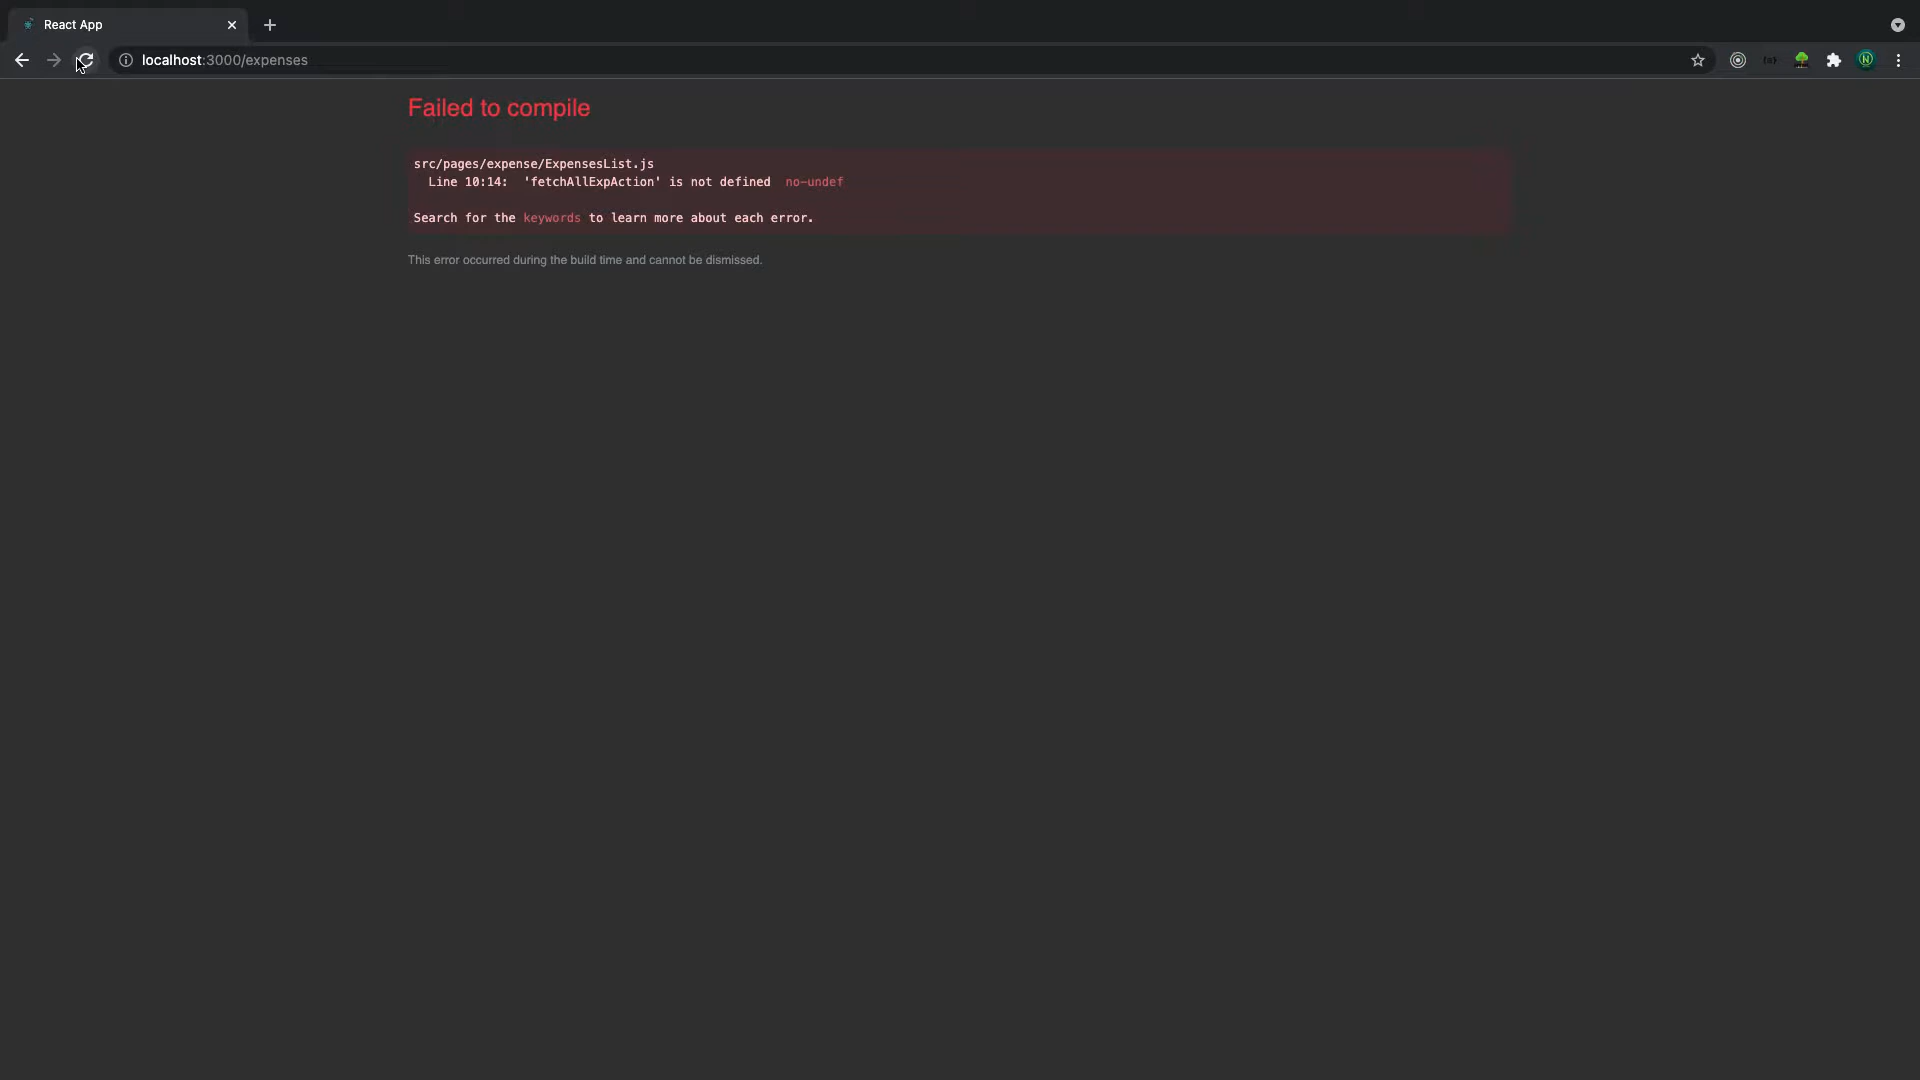 React App
localhost:3000/expenses
N
Failed to compile
src/pages/expense/ExpensesList.js
Line 10:14:  'fetchAllExpAction' is not defined  no-undef
Search for the keywords to learn more about each error.
This error occurred during the build time and cannot be dismissed.